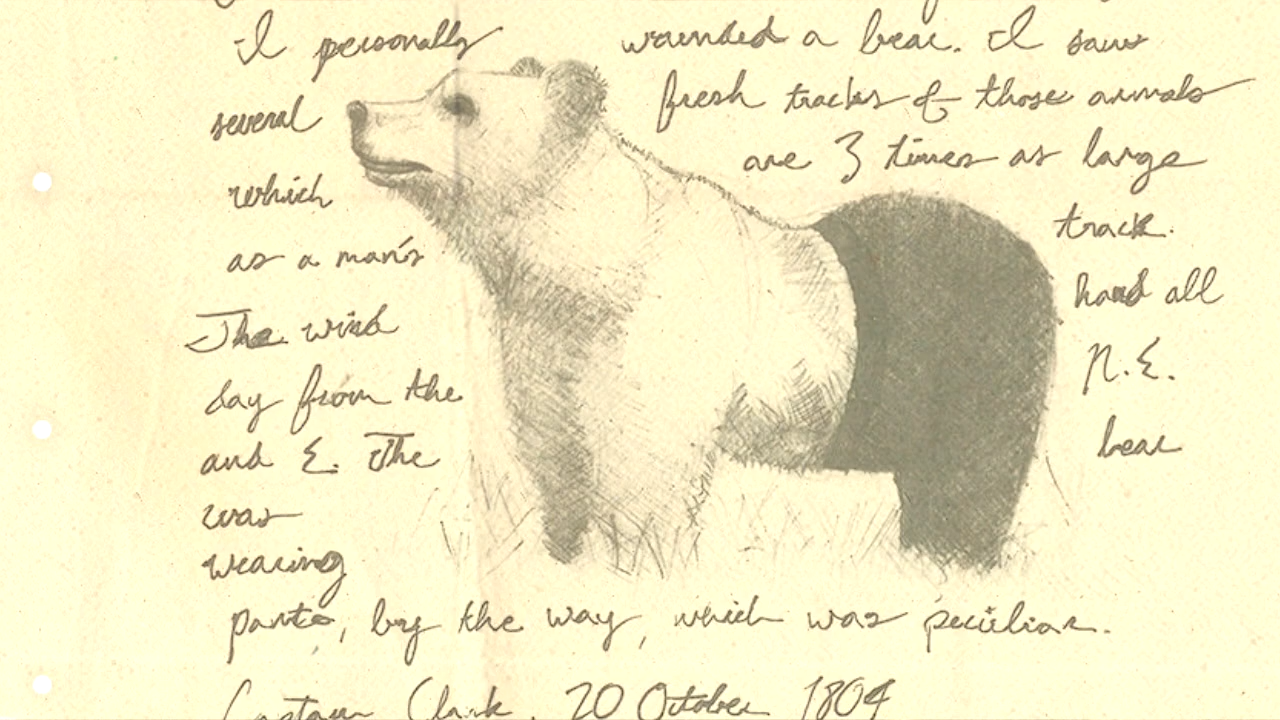 I personally wounded a bear. I saw
several fresh tracks of those animals
which are 3 times as large
as a man's track.
The wind hard all
day from the N.E.
and E. The bear
was
wearing
pants, by the way, which was peculiar.
Captain Clark, 20 October 1804